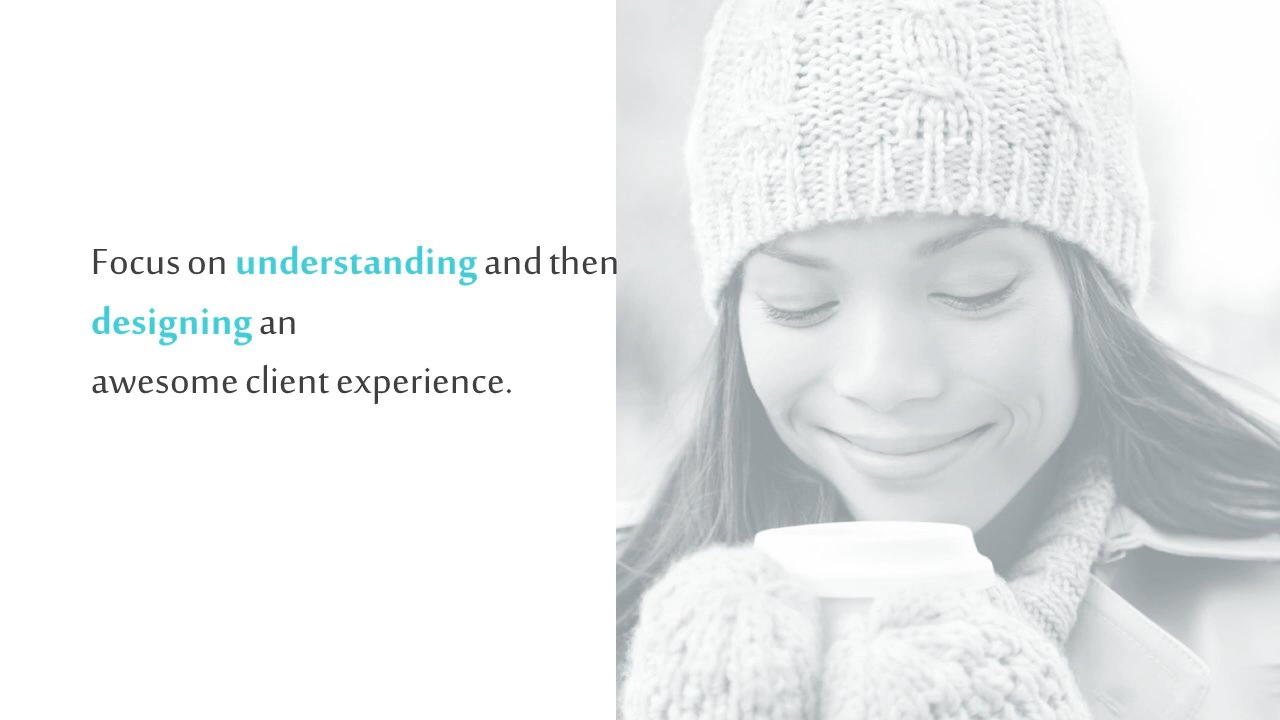 Focus on understanding and then
designing an
awesome client experience.